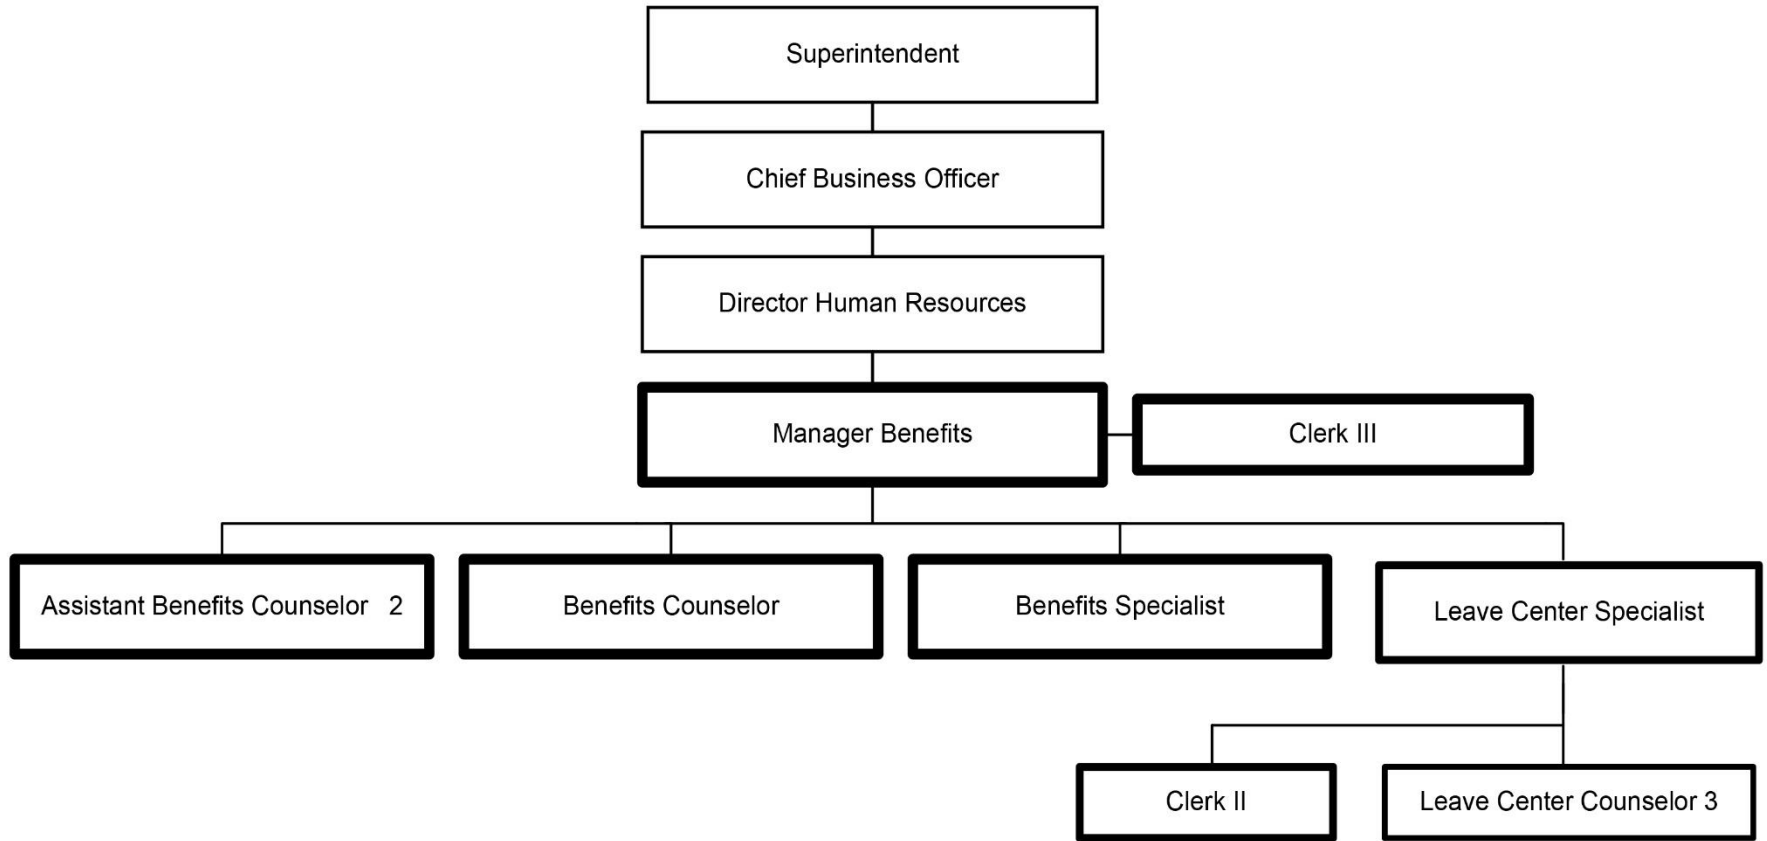 Superintendent
Chief Business Officer
Director Human Resources
Manager Benefits
Clerk III
Assistant Benefits Counselor 2
Benefits Counselor
Benefits Specialist
Leave Center Specialist
Clerk II
Leave Center Counselor 3